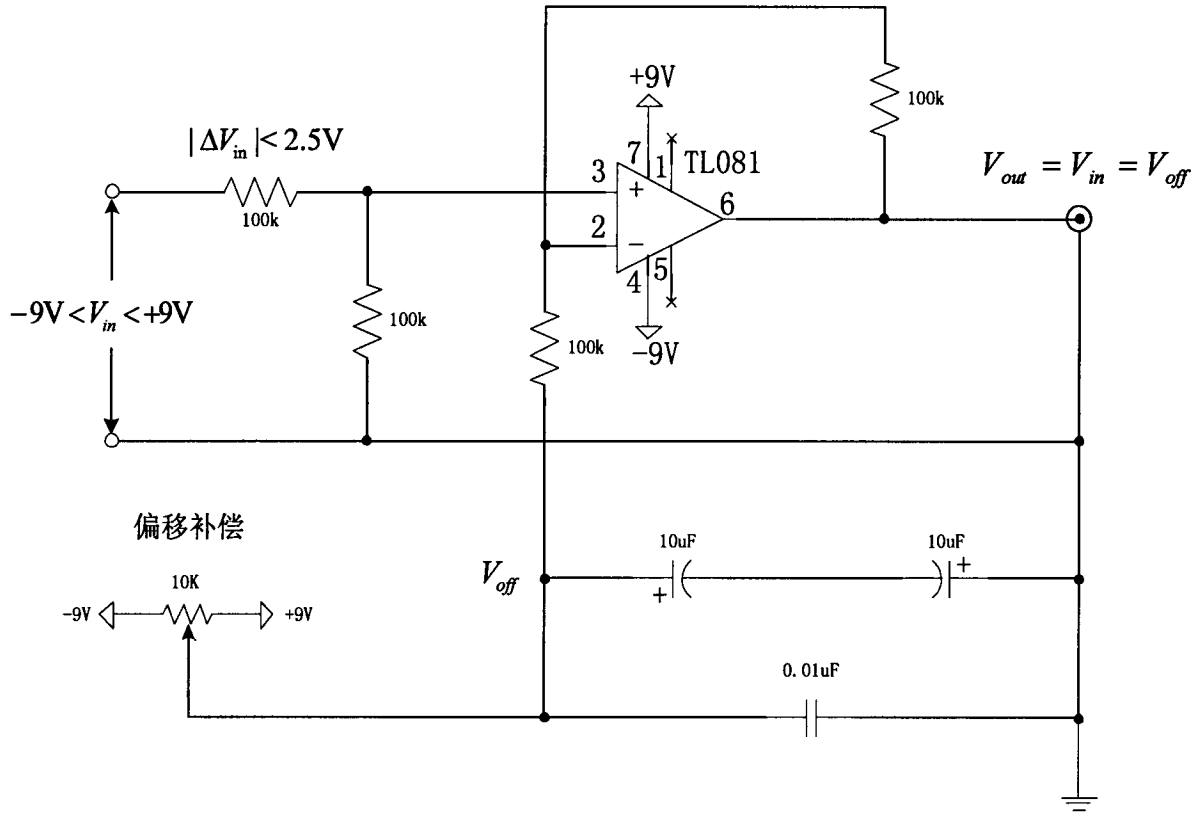 +9V
100k
|ΔV_in|< 2.5V
7
1
TL081
V_out = V_in = V_off
3
+
6
100k
2
−
4
5
−9V<V_in<+9V
100k
100k
−9V
偏移补偿
10uF
10uF
V_off
+
+
10K
-9V
+9V
0.01uF